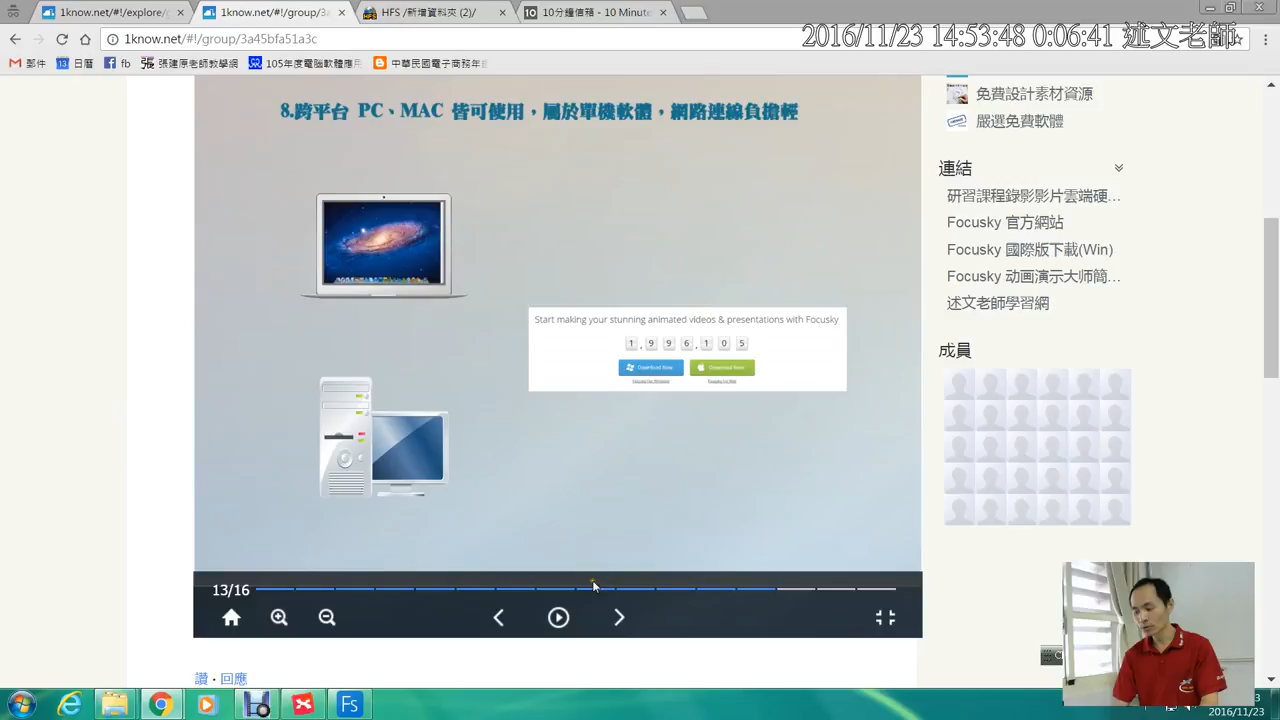 1know.net/#!/explore/g
1know.net/#!/group/3a
HFS /新增資料夾 (2)/
10分鐘信箱 - 10 Minute
1know.net/#!/group/3a45bfa51a3c
2016/11/23 14:53:48 0:06:41 述文老師
郵件
日曆
fb
張建原老師教學網
105年度電腦軟體應用
中華民國電子商務年
8.跨平台 PC、MAC 皆可使用，屬於單機軟體，網路連線負擔輕
Start making your stunning animated videos & presentations with Focusky
1,996,105
Download Now
Download Now
13/16
讚・回應
免費設計素材資源
嚴選免費軟體
連結
研習課程錄影影片雲端硬...
Focusky 官方網站
Focusky 國際版下載(Win)
Focusky 动画演示大师簡...
述文老師學習網
成員
Fs
2016/11/23